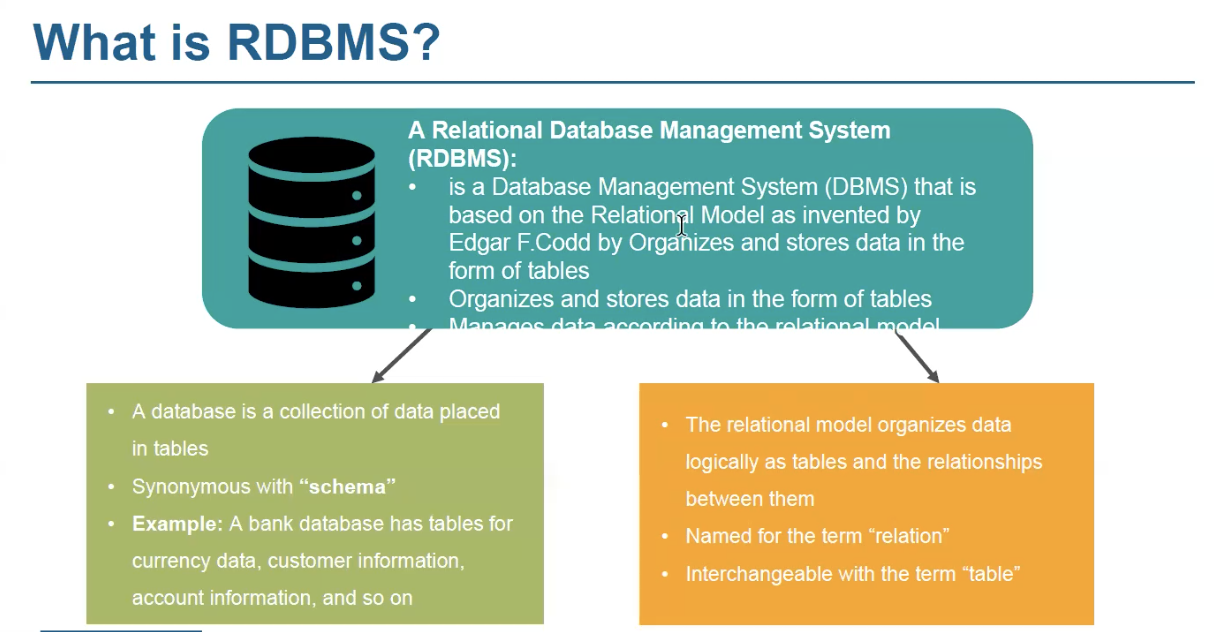 What is RDBMS?
A Relational Database Management System
(RDBMS):
• is a Database Management System (DBMS) that is
based on the Relational Model as invented by
Edgar F.Codd by Organizes and stores data in the
form of tables
• Organizes and stores data in the form of tables
• Manages data according to the relational model
• A database is a collection of data placed
in tables
• Synonymous with “schema”
• Example: A bank database has tables for
currency data, customer information,
account information, and so on
• The relational model organizes data
logically as tables and the relationships
between them
• Named for the term “relation”
• Interchangeable with the term “table”